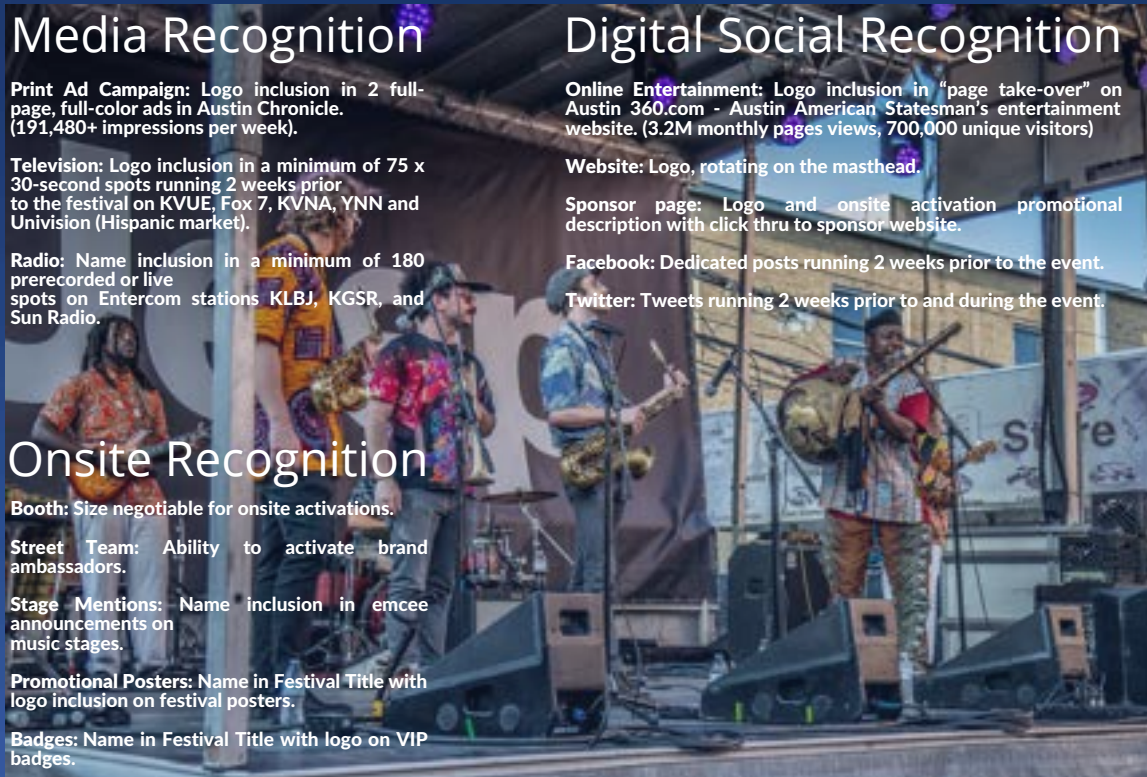 Media Recognition
Print Ad Campaign: Logo inclusion in 2 full-
page, full-color ads in Austin Chronicle.
(191,480+ impressions per week).
Television: Logo inclusion in a minimum of 75 x
30-second spots running 2 weeks prior
to the festival on KVUE, Fox 7, KVNA, YNN and
Univision (Hispanic market).
Radio: Name inclusion in a minimum of 180
prerecorded or live
spots on Entercom stations KLBJ, KGSR, and
Sun Radio.
Onsite Recognition
Booth: Size negotiable for onsite activations.
Street Team: Ability to activate brand
ambassadors.
Stage Mentions: Name inclusion in emcee
announcements on
music stages.
Promotional Posters: Name in Festival Title with
logo inclusion on festival posters.
Badges: Name in Festival Title with logo on VIP
badges.
Digital Social Recognition
Online Entertainment: Logo inclusion in “page take-over” on
Austin 360.com - Austin American Statesman’s entertainment
website. (3.2M monthly pages views, 700,000 unique visitors)
Website: Logo, rotating on the masthead.
Sponsor page: Logo and onsite activation promotional
description with click thru to sponsor website.
Facebook: Dedicated posts running 2 weeks prior to the event.
Twitter: Tweets running 2 weeks prior to and during the event.